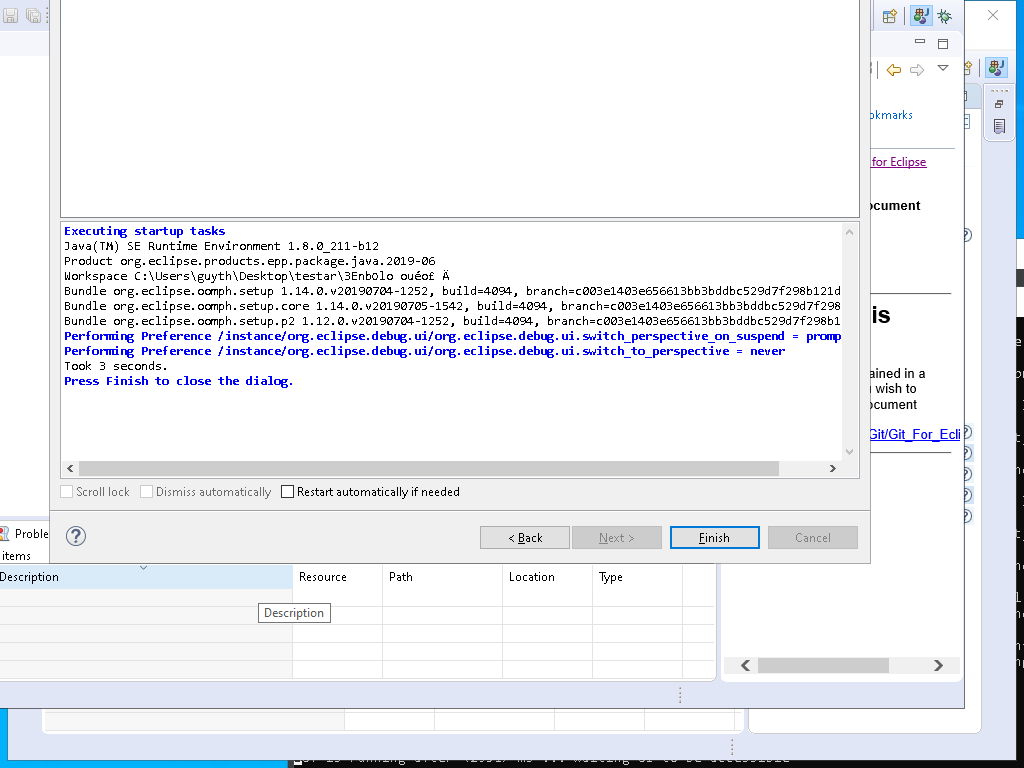 okmarks
for Eclipse
ocument
Executing startup tasks
Java(TM) SE Runtime Environment 1.8.0_211-b12
Product org.eclipse.products.epp.package.java.2019-06
Workspace C:\Users\guyth\Desktop\testar\3EnbOlo ouéo£ Ä
Bundle org.eclipse.oomph.setup 1.14.0.v20190704-1252, build=4094, branch=c003e1403e656613bb3bddbc529d7f298b121d
Bundle org.eclipse.oomph.setup.core 1.14.0.v20190705-1542, build=4094, branch=c003e1403e656613bb3bddbc529d7f298
Bundle org.eclipse.oomph.setup.p2 1.12.0.v20190704-1252, build=4094, branch=c003e1403e656613bb3bddbc529d7f298b1
Performing Preference /instance/org.eclipse.debug.ui/org.eclipse.debug.ui.switch_perspective_on_suspend = promp
Performing Preference /instance/org.eclipse.debug.ui/org.eclipse.debug.ui.switch_to_perspective = never
Took 3 seconds.
Press Finish to close the dialog.
is
ained in a
wish to
ocument
Git/Git_For_Ecli
Scroll lock Dismiss automatically Restart automatically if needed
< Back Next > Finish Cancel
Proble
items
Description Resource Path Location Type
Description